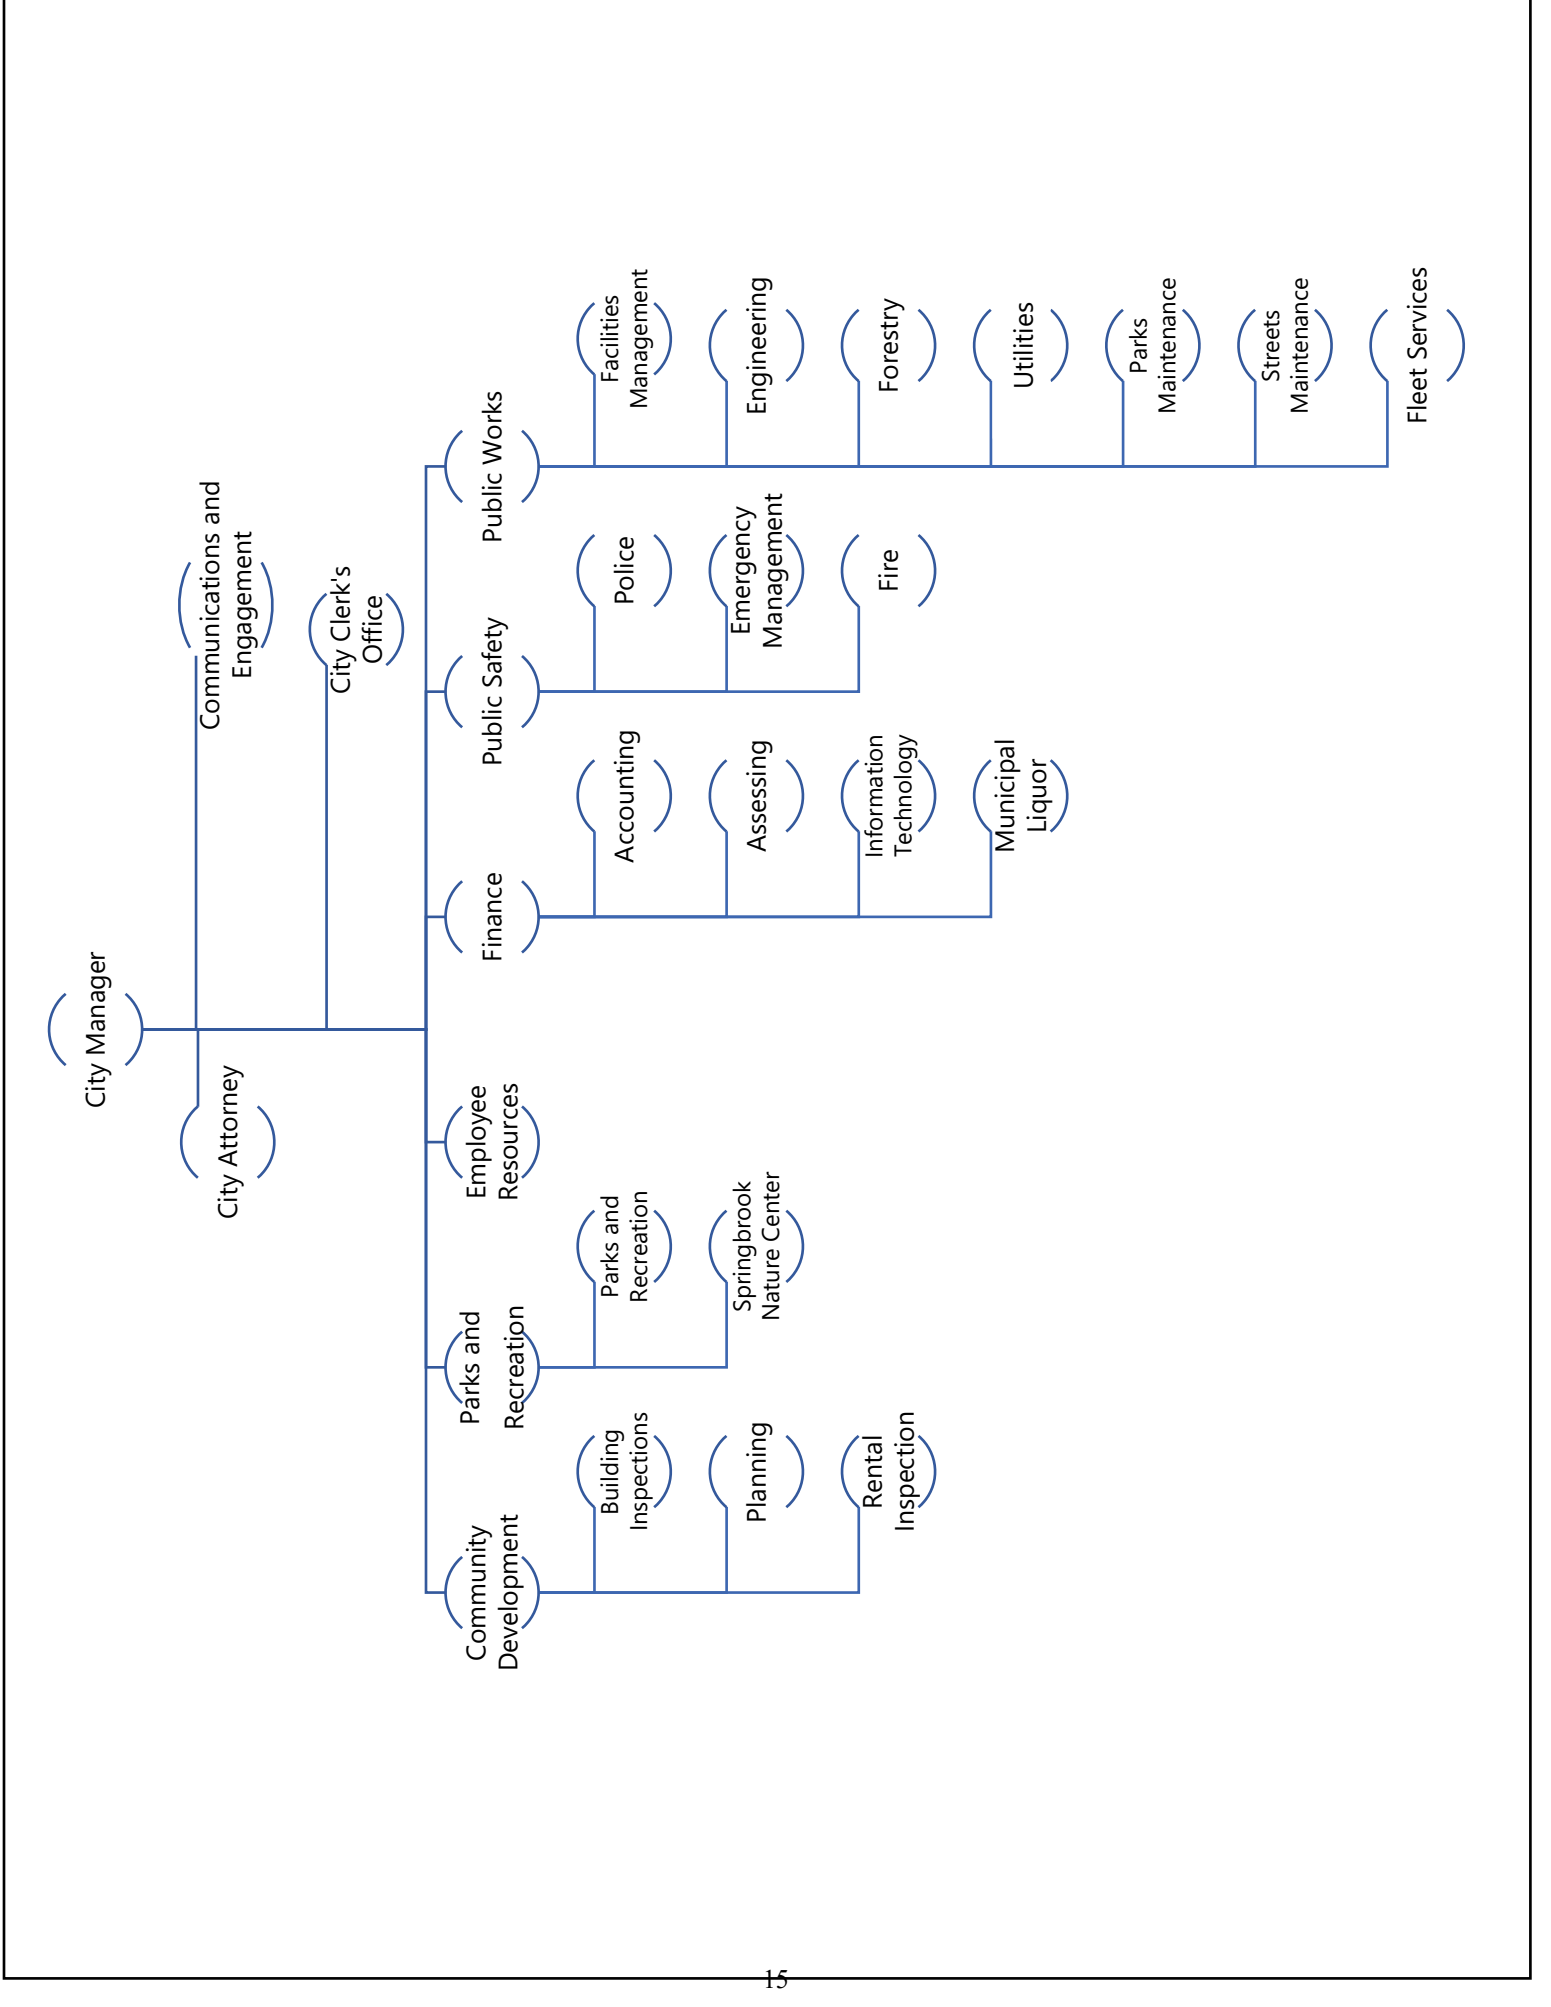 City Manager
City Attorney
Communications and
Engagement
City Clerk's
Office
Community
Development
Building
Inspections
Planning
Rental
Inspection
Parks and
Recreation
Parks and
Recreation
Springbrook
Nature Center
Employee
Resources
Finance
Accounting
Assessing
Information
Technology
Municipal
Liquor
Public Safety
Police
Emergency
Management
Fire
Public Works
Facilities
Management
Engineering
Forestry
Utilities
Parks
Maintenance
Streets
Maintenance
Fleet Services
15